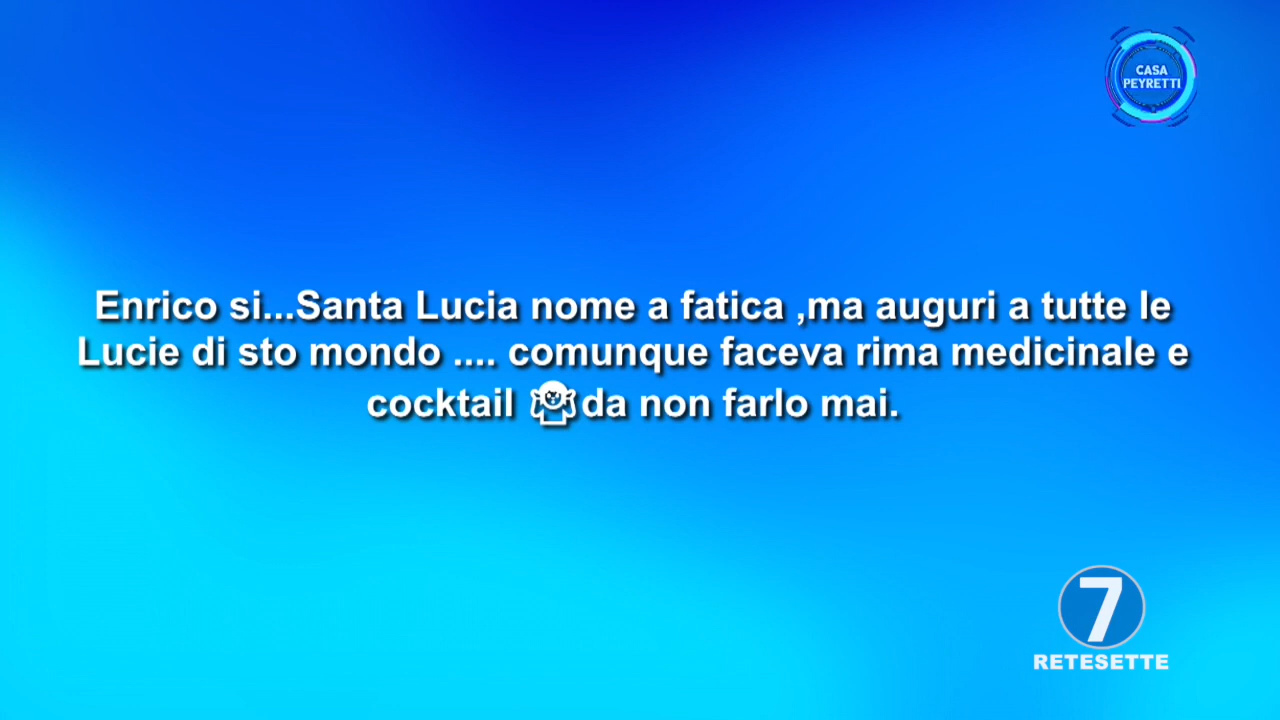 CASA
PEYRETTI
Enrico si...Santa Lucia nome a fatica ,ma auguri a tutte le
Lucie di sto mondo .... comunque faceva rima medicinale e
cocktail 🙉da non farlo mai.
7
RETESETTE